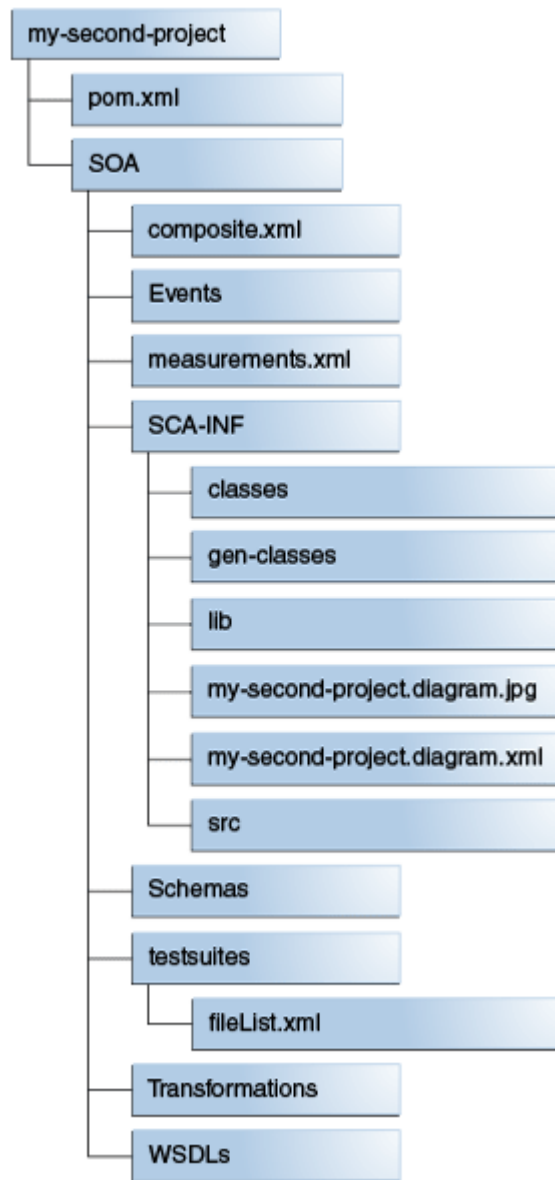 my-second-project
pom.xml
SOA
composite.xml
Events
measurements.xml
SCA-INF
classes
gen-classes
lib
my-second-project.diagram.jpg
my-second-project.diagram.xml
src
Schemas
testsuites
fileList.xml
Transformations
WSDLs